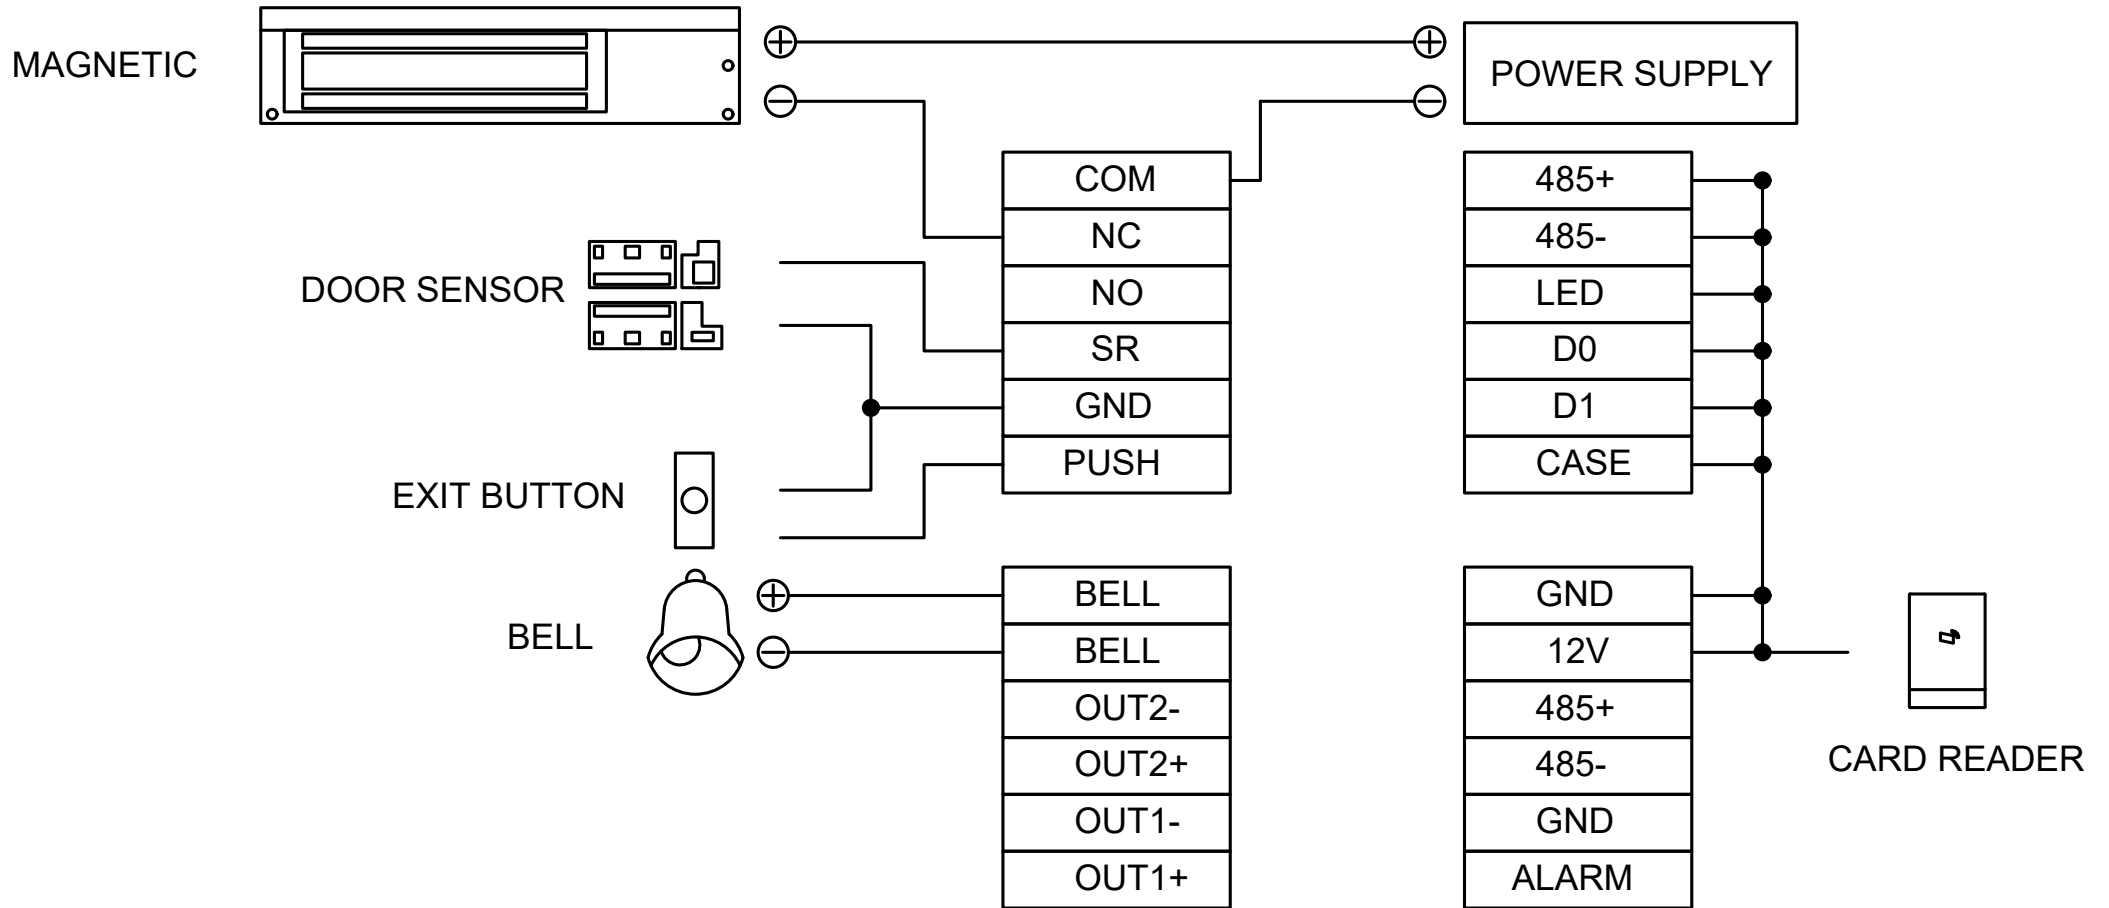 MAGNETIC
POWER SUPPLY
COM
NC
NO
SR
GND
PUSH
485+
485-
LED
D0
D1
CASE
DOOR SENSOR
EXIT BUTTON
BELL
BELL
BELL
OUT2-
OUT2+
OUT1-
OUT1+
GND
12V
485+
485-
GND
ALARM
CARD READER